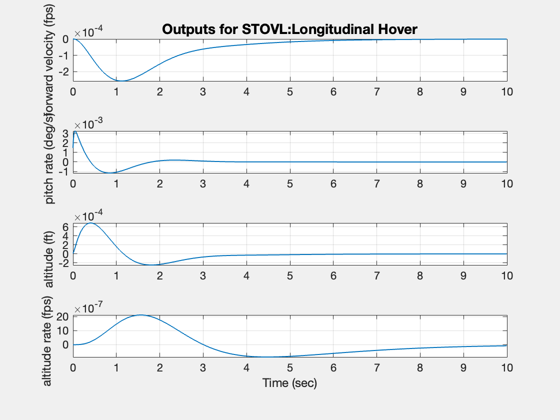 Outputs for STOVL:Longitudinal Hover
×10⁻⁴
forward velocity (fps)
0
-1
-2
0 1 2 3 4 5 6 7 8 9 10
×10⁻³
pitch rate (deg/s)
3
2
1
0
-1
0 1 2 3 4 5 6 7 8 9 10
×10⁻⁴
altitude (ft)
6
4
2
0
-2
0 1 2 3 4 5 6 7 8 9 10
×10⁻⁷
altitude rate (fps)
20
10
0
0 1 2 3 4 5 6 7 8 9 10
Time (sec)